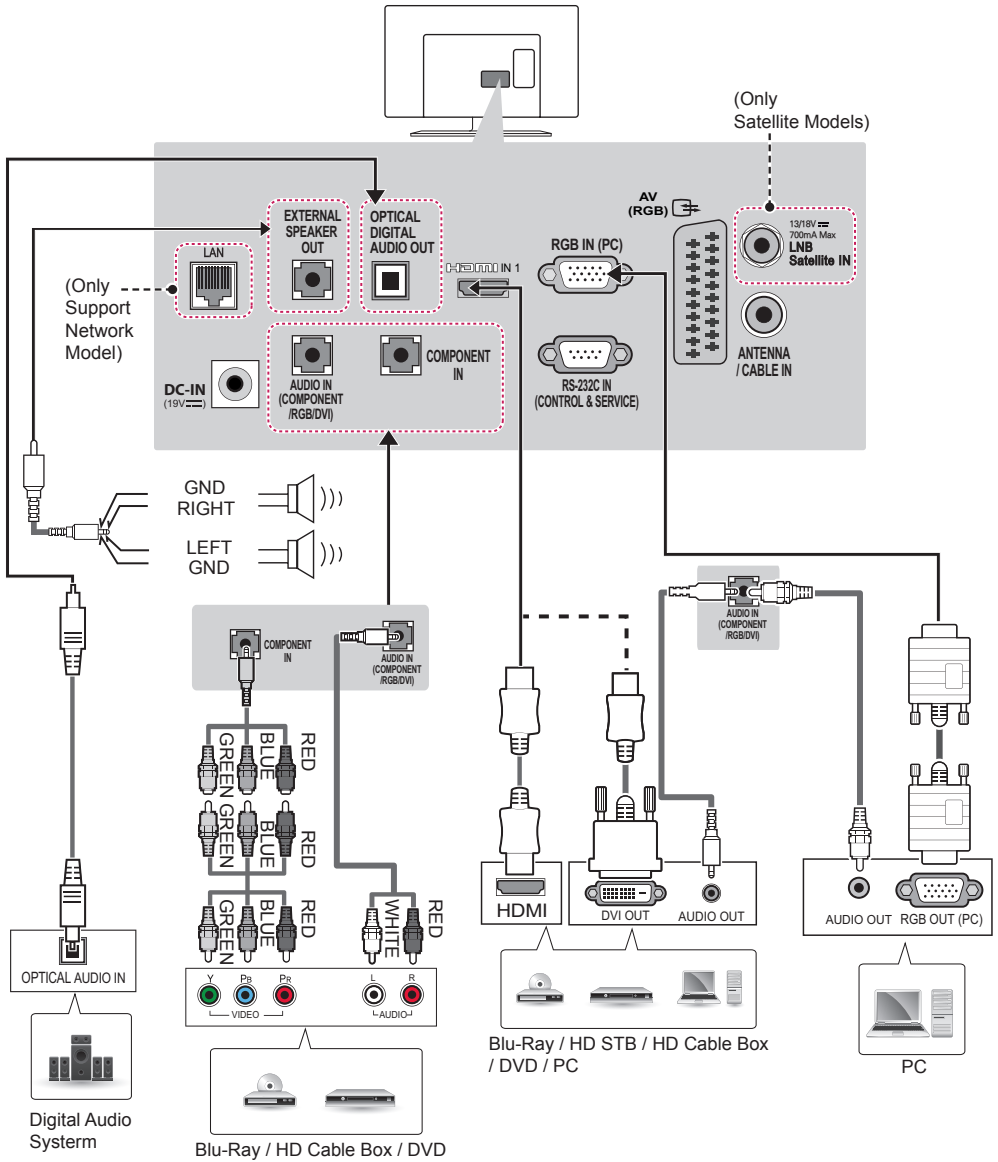 (Only
Satellite Models)
EXTERNAL
SPEAKER
OUT
OPTICAL
DIGITAL
AUDIO OUT
AV
(RGB)
13/18V
700mA Max
LNB
Satellite IN
LAN
HDMI IN 1
RGB IN (PC)
(Only
Support
Network
Model)
DC-IN
(19V)
AUDIO IN
(COMPONENT
/RGB/DVI)
COMPONENT
IN
RS-232C IN
(CONTROL & SERVICE)
ANTENNA
/ CABLE IN
GND
RIGHT
LEFT
GND
COMPONENT
IN
AUDIO IN
(COMPONENT
/RGB/DVI)
AUDIO IN
(COMPONENT
/RGB/DVI)
GREEN
BLUE
RED
GREEN
BLUE
RED
GREEN
BLUE
RED
WHITE
RED
OPTICAL AUDIO IN
Y PB PR
VIDEO
L R
AUDIO
HDMI
DVI OUT
AUDIO OUT
AUDIO OUT
RGB OUT (PC)
Digital Audio
Systerm
Blu-Ray / HD Cable Box / DVD
Blu-Ray / HD STB / HD Cable Box
/ DVD / PC
PC